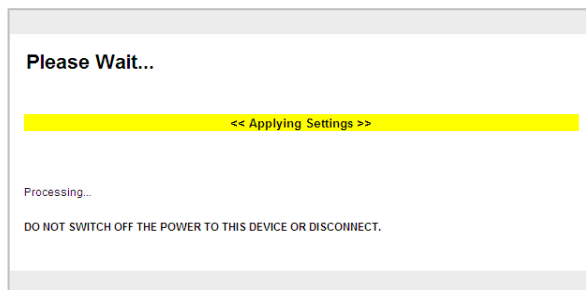 Please Wait...
<< Applying Settings >>
Processing...
DO NOT SWITCH OFF THE POWER TO THIS DEVICE OR DISCONNECT.